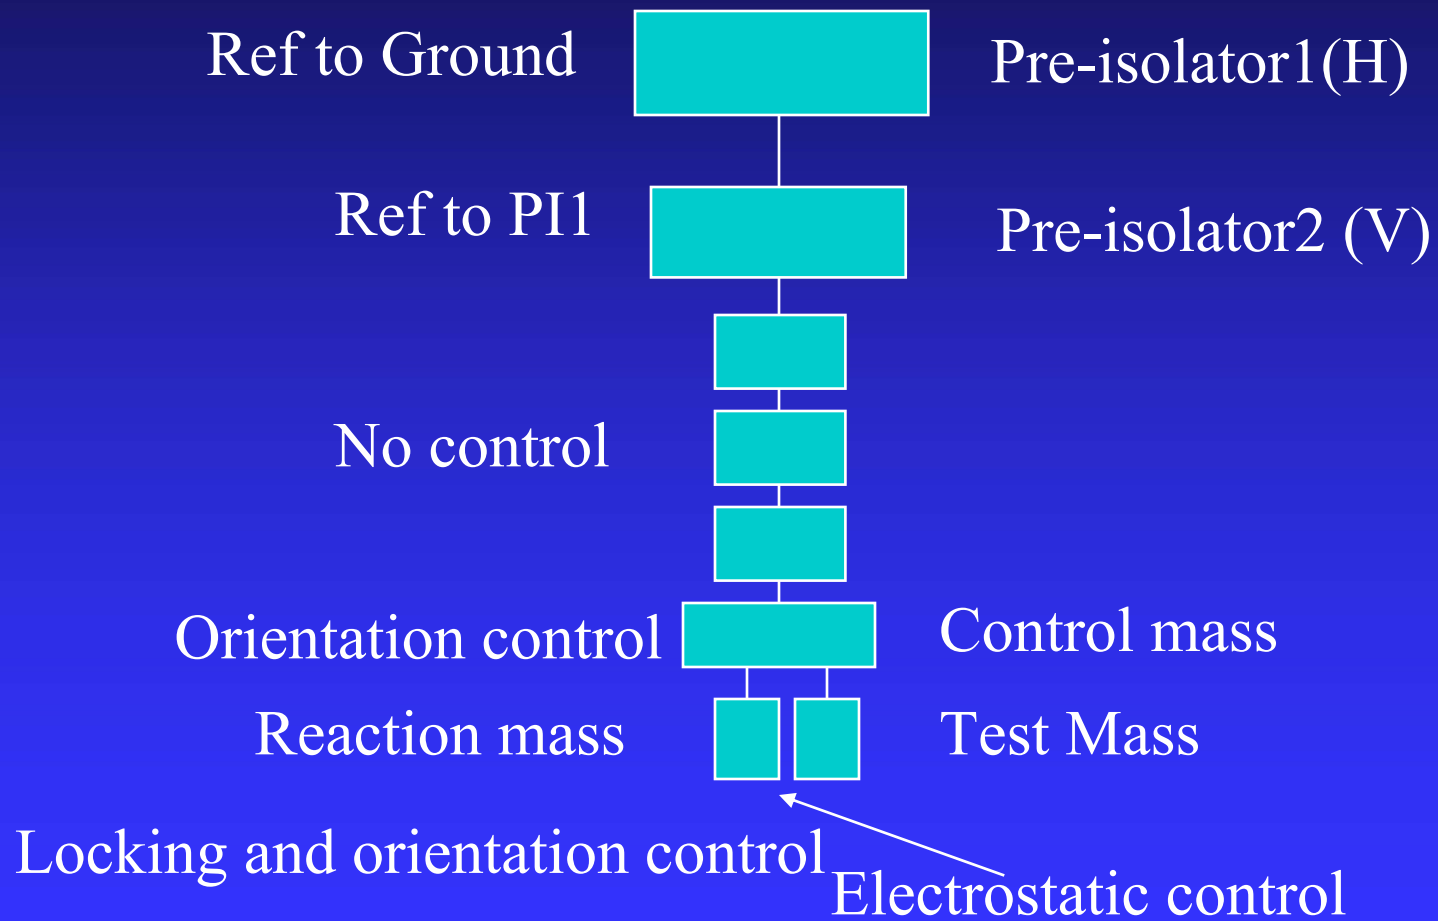 Ref to Ground
Pre-isolator1(H)
Ref to PI1
Pre-isolator2 (V)
No control
Orientation control
Control mass
Reaction mass
Test Mass
Locking and orientation control
Electrostatic control